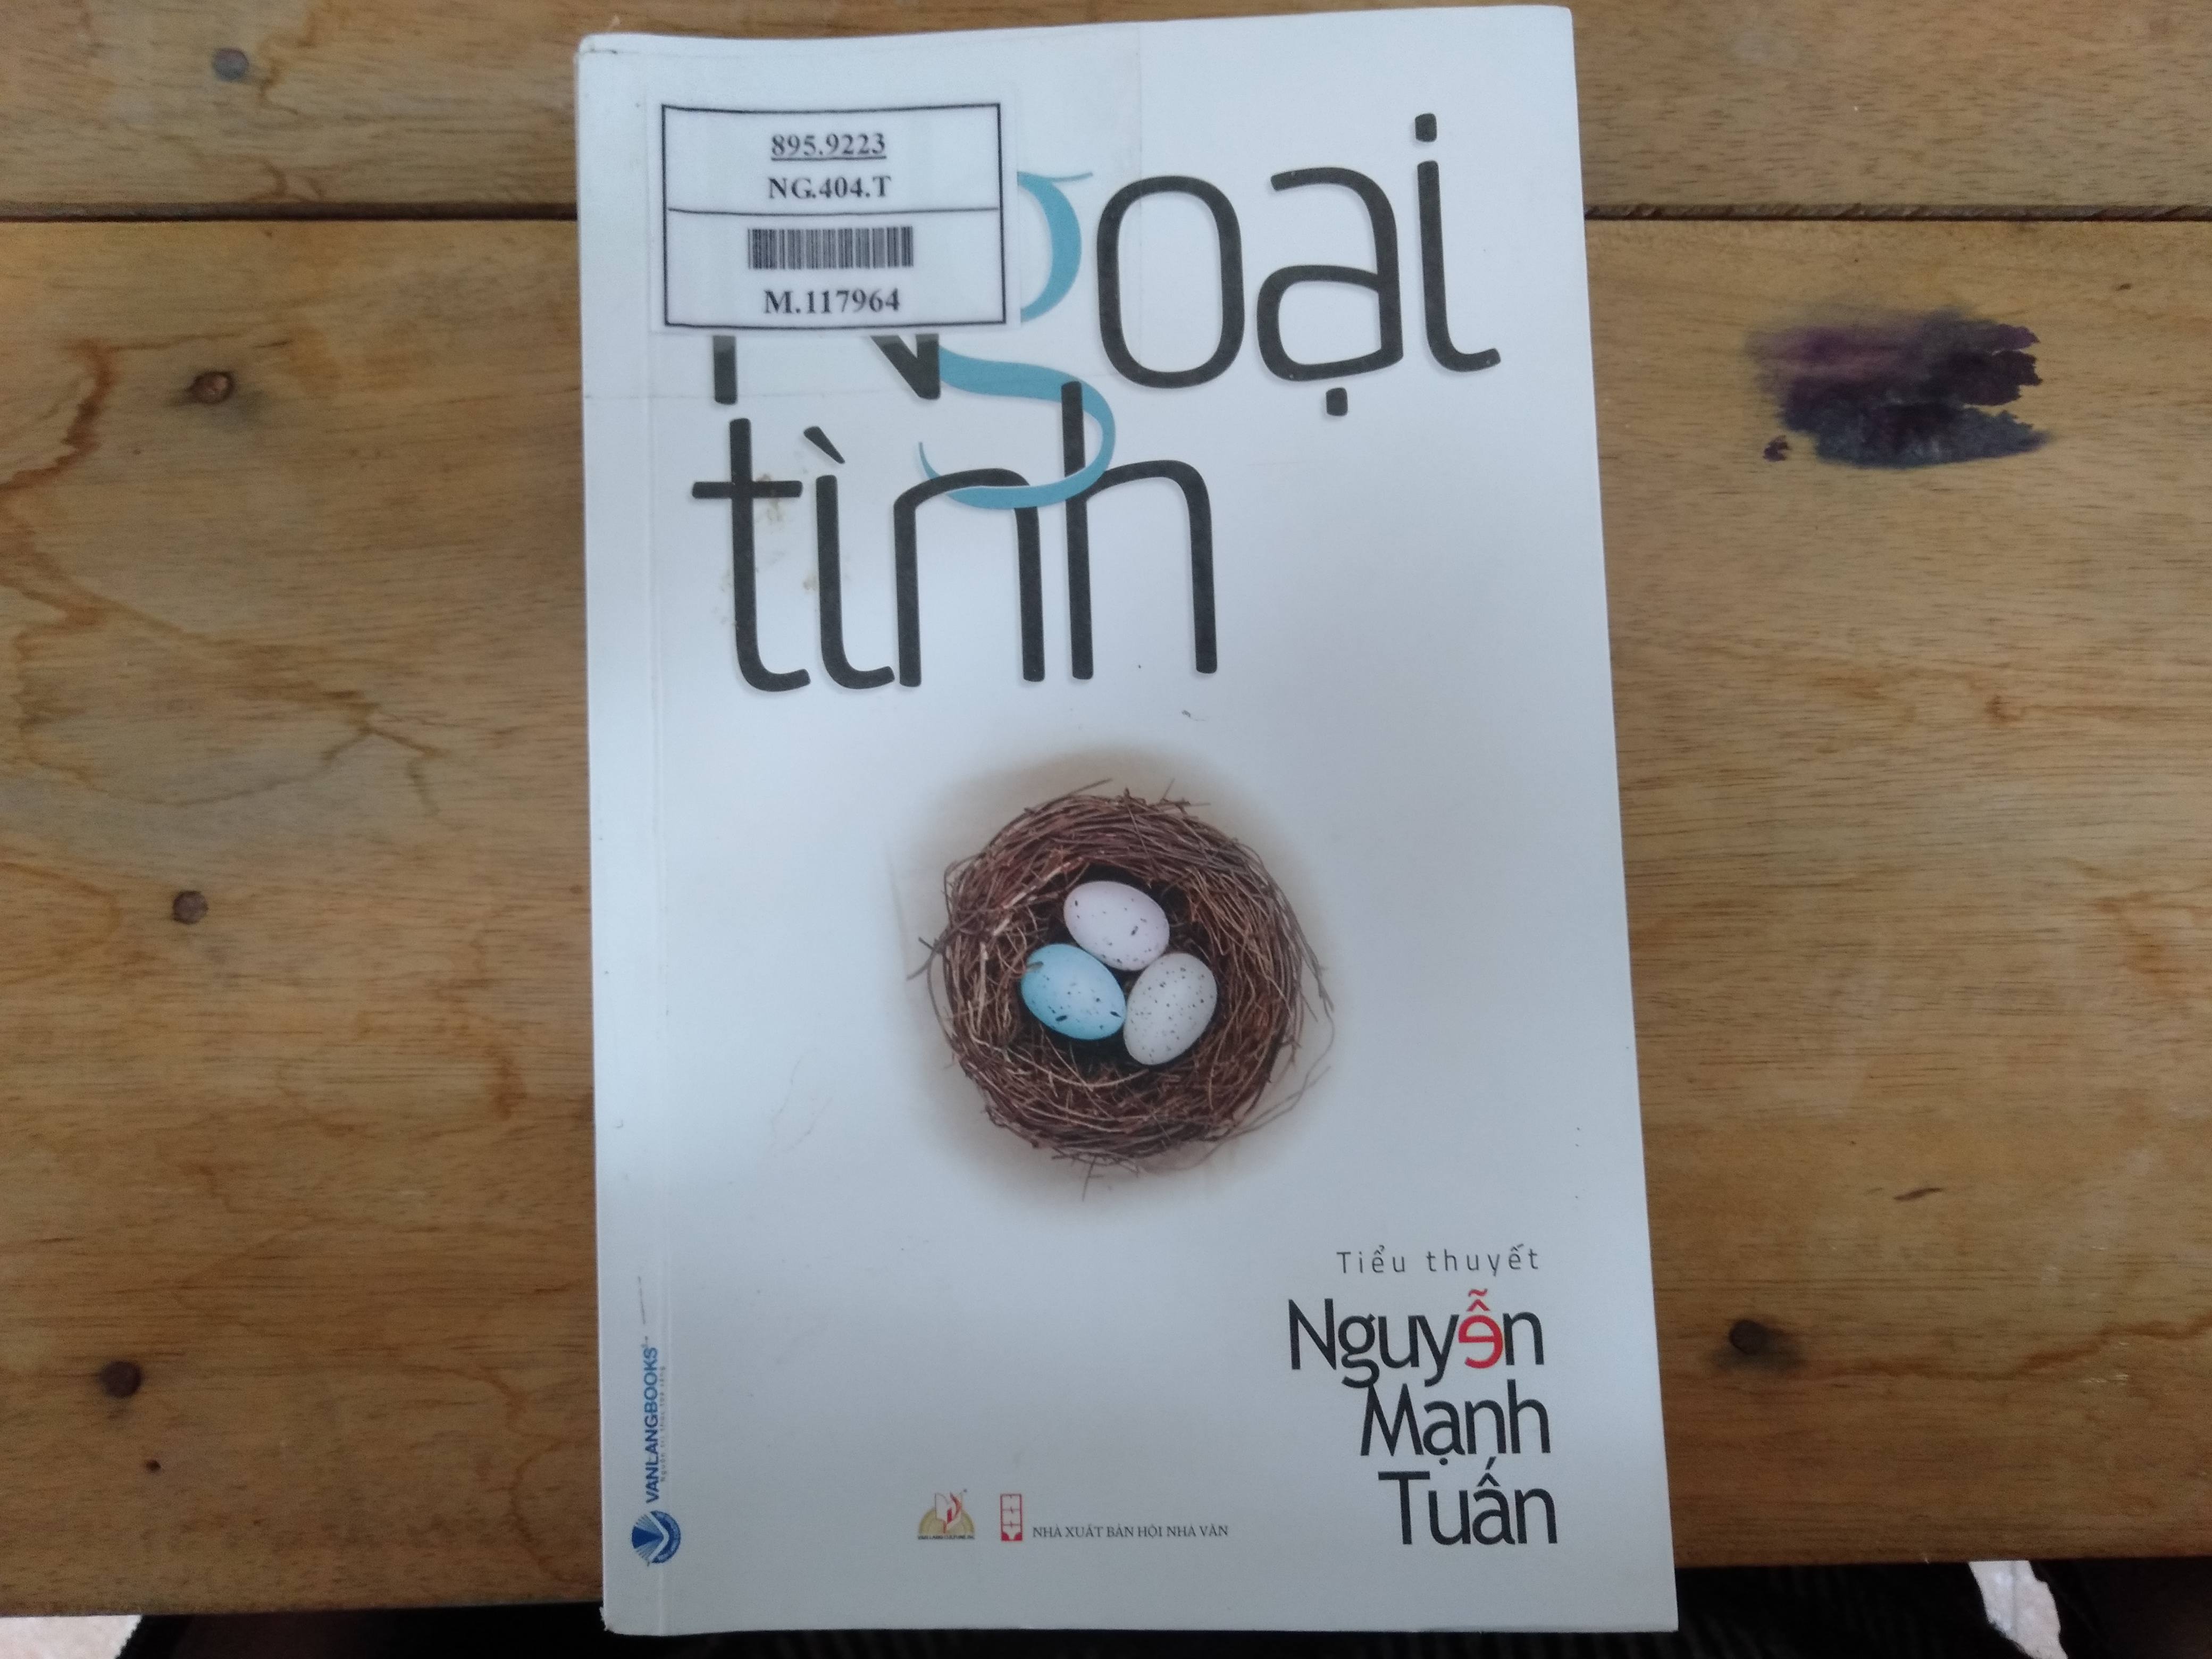 895.9223
NG.404.T
M.117964
Ngoại
tình
Tiểu thuyết
Nguyễn
Mạnh
Tuấn
NHÀ XUẤT BẢN HỘI NHÀ VĂN
VANLANGBOOKS